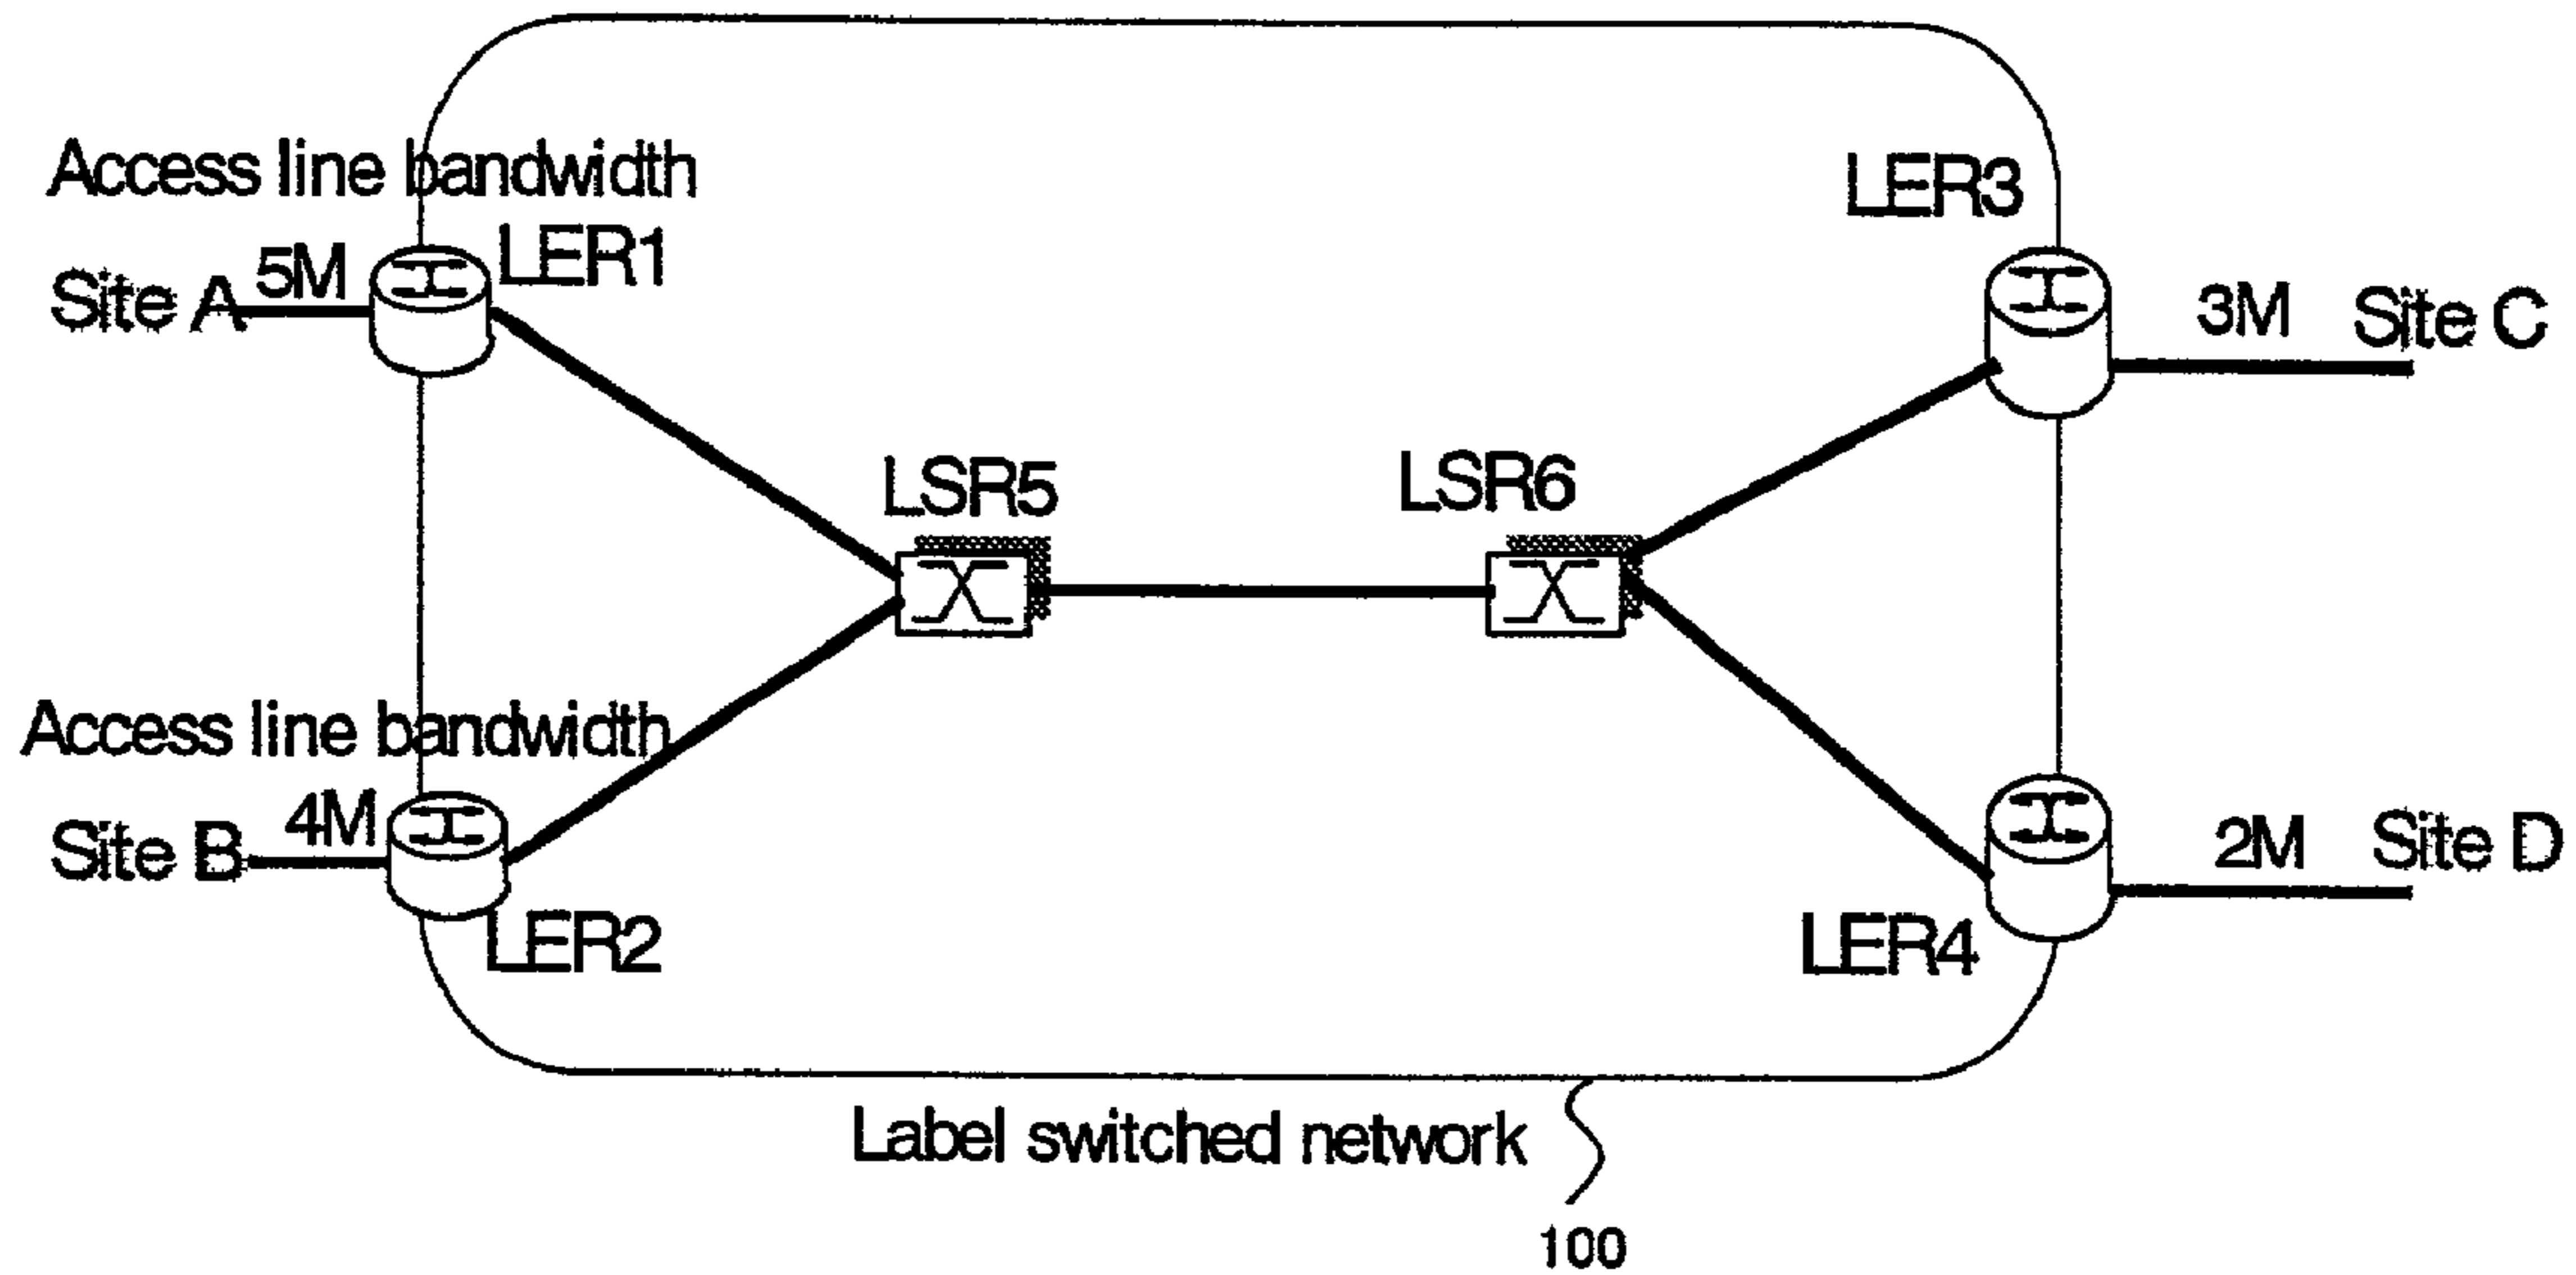 Access line bandwidth
LER3
LER1
5M
Site A
3M
Site C
LSR5
LSR6
Access line bandwidth
4M
Site B
2M
Site D
LER2
LER4
Label switched network
100